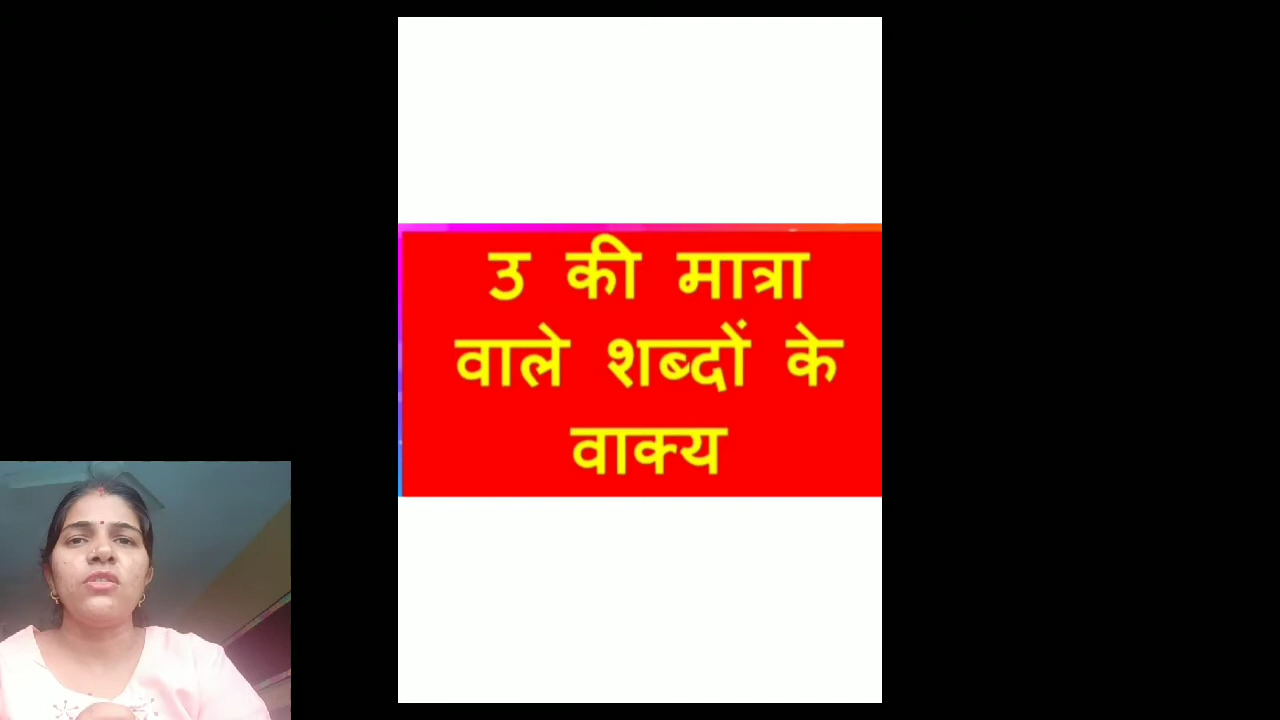 उ की मात्रा
वाले शब्दों के
वाक्य